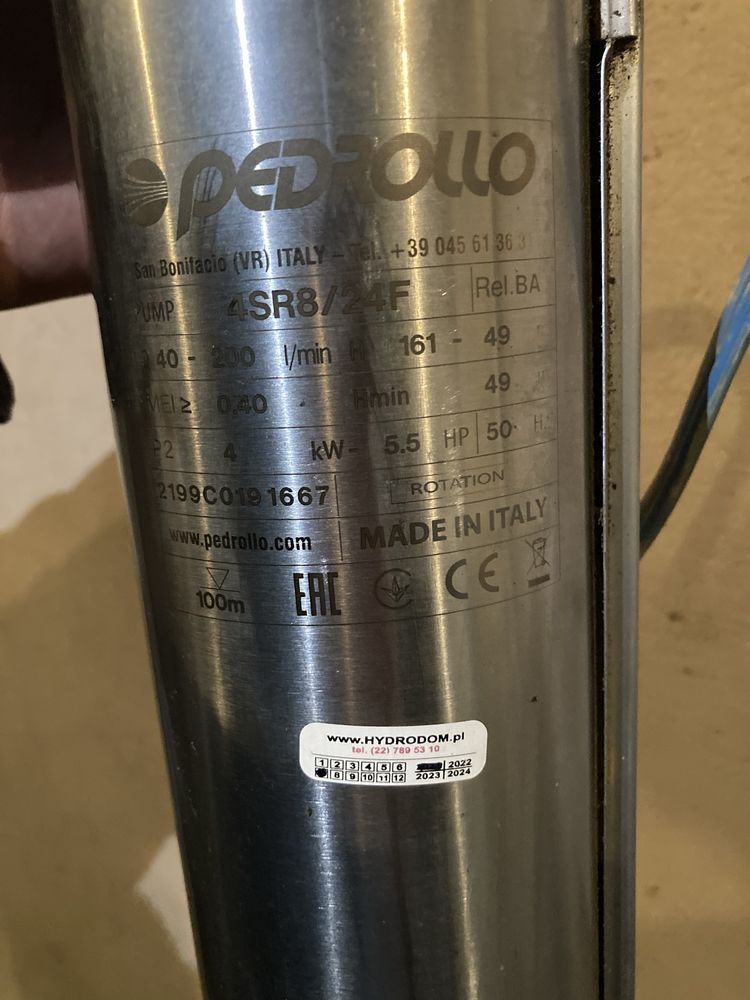 PEDROLLO
San Bonifacio (VR) ITALY - Tel. +39 045 61 36 3
PUMP 4SR8/24F Rel.BA
Q 40 - 200 l/min H 161 - 49
MEI ≥ 0.40 Hmin 49
P2 4 kW - 5.5 HP 50 H
2199C0191667 ROTATION
www.pedrollo.com MADE IN ITALY
100m EAC CE
www.HYDRODOM.pl
tel. (22) 789 53 10
1 2 3 4 5 6 2022
8 9 10 11 12 2023 2024